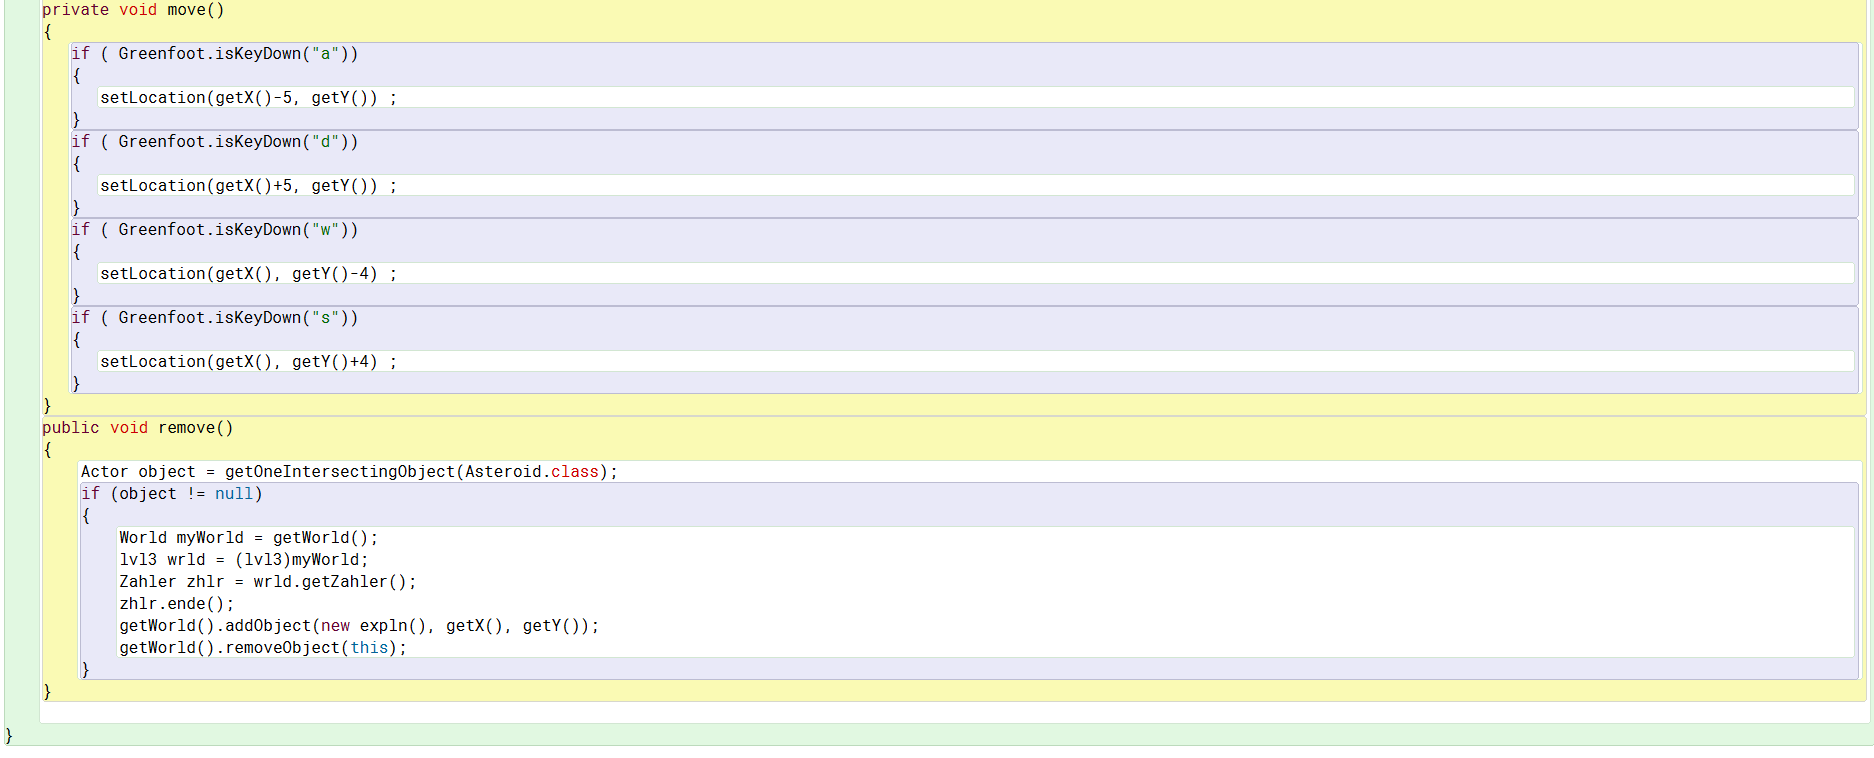 private void move()
{
if ( Greenfoot.isKeyDown("a"))
{
setLocation(getX()-5, getY()) ;
}
if ( Greenfoot.isKeyDown("d"))
{
setLocation(getX()+5, getY()) ;
}
if ( Greenfoot.isKeyDown("w"))
{
setLocation(getX(), getY()-4) ;
}
if ( Greenfoot.isKeyDown("s"))
{
setLocation(getX(), getY()+4) ;
}
}
public void remove()
{
Actor object = getOneIntersectingObject(Asteroid.class);
if (object != null)
{
World myWorld = getWorld();
lvl3 wrld = (lvl3)myWorld;
Zahler zhlr = wrld.getZahler();
zhlr.ende();
getWorld().addObject(new expln(), getX(), getY());
getWorld().removeObject(this);
}
}
}